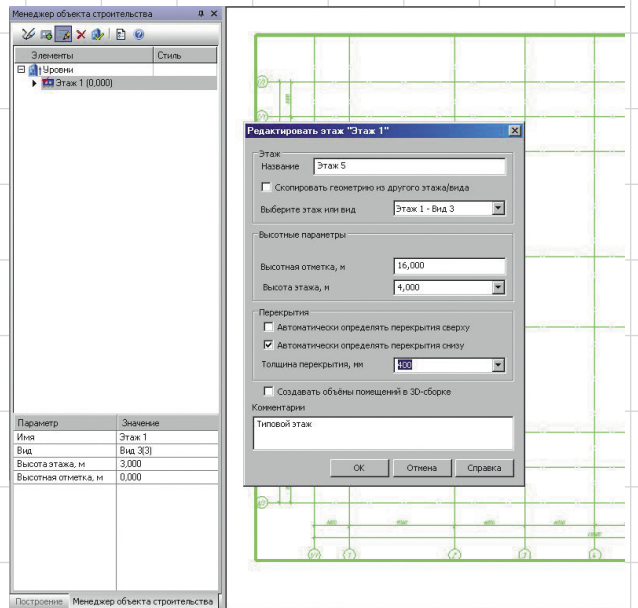 Менеджер объекта строительства
Элементы
Стиль
Уровни
Этаж 1 (0,000)
Параметр
Значение
Имя
Этаж 1
Вид
Вид 3(3)
Высота этажа, м
3,000
Высотная отметка, м
0,000
Построение
Менеджер объекта строительства
Редактировать этаж "Этаж 1"
Этаж
Название
Этаж 5
Скопировать геометрию из другого этажа/вида
Выберите этаж или вид
Этаж 1 - Вид 3
Высотные параметры
Высотная отметка, м
16,000
Высота этажа, м
4,000
Перекрытия
Автоматически определять перекрытия сверху
Автоматически определять перекрытия снизу
Толщина перекрытия, мм
400
Создавать объёмы помещений в 3D-сборке
Комментарии
Типовой этаж
ОК
Отмена
Справка